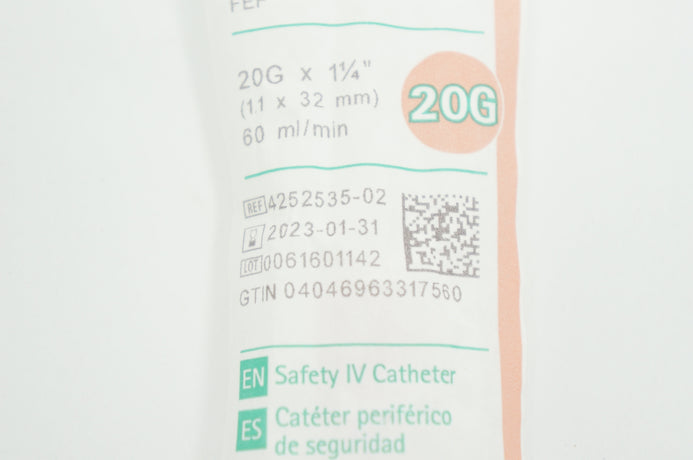 FEP
20G x 1¼"
(1.1 x 32 mm)
60 ml/min
20G
REF 4252535-02
2023-01-31
LOT 0061601142
GTIN 04046963317560
EN Safety IV Catheter
ES Catéter periférico
de seguridad